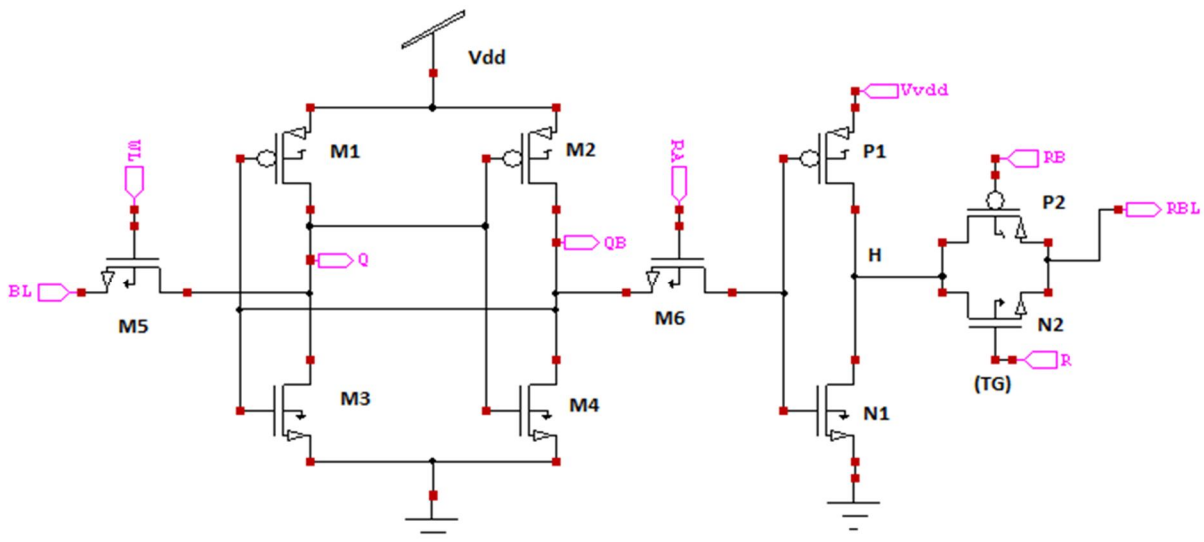 Vdd
Vvdd
M1
M2
P1
WL
RA
RB
P2
RBL
Q
QB
H
BL
M5
M6
N2
R
(TG)
M3
M4
N1